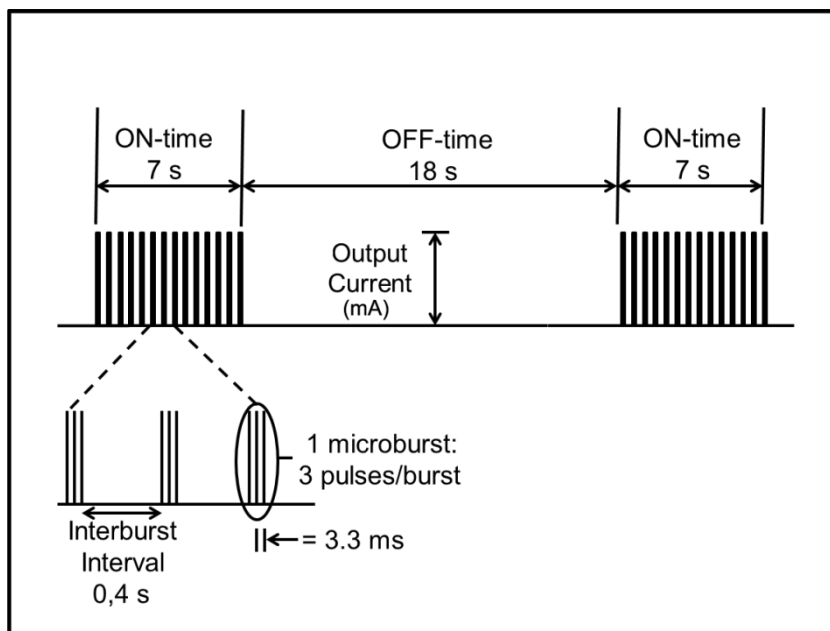 ON-time
7 s
OFF-time
18 s
ON-time
7 s
Output
Current
(mA)
1 microburst:
3 pulses/burst
= 3.3 ms
Interburst
Interval
0,4 s